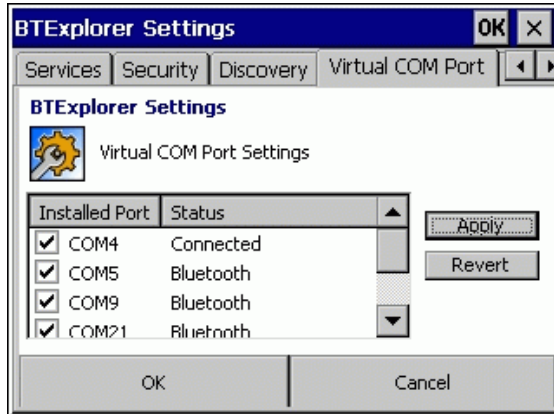 BTExplorer Settings OK
Services Security Discovery Virtual COM Port
BTExplorer Settings
Virtual COM Port Settings
Installed Port Status
Apply
COM4 Connected
Revert
COM5 Bluetooth
COM9 Bluetooth
COM21 Bluetooth
OK Cancel